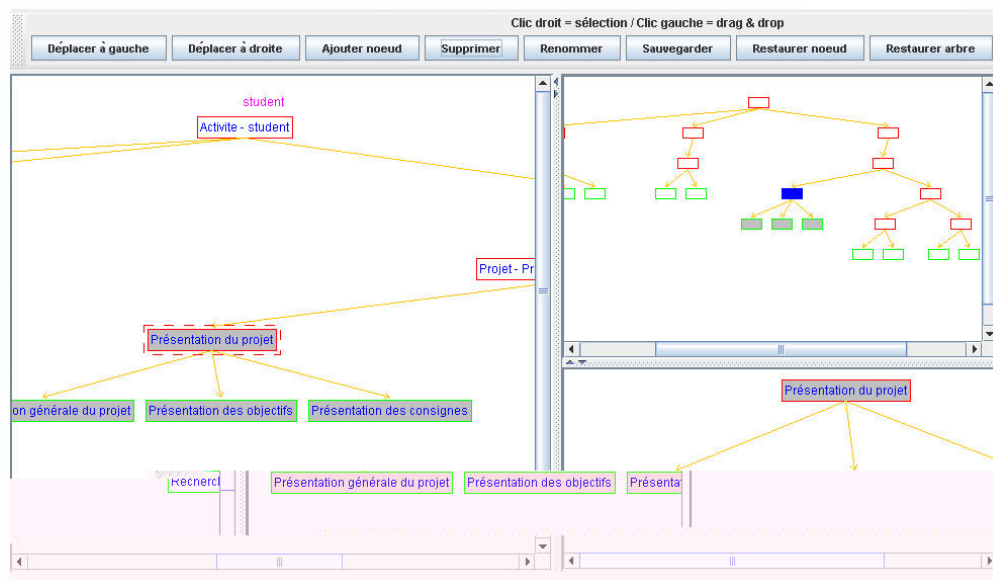 Clic droit = sélection / Clic gauche = drag & drop
Déplacer à gauche Déplacer à droite Ajouter noeud Supprimer Renommer Sauvegarder Restaurer noeud Restaurer arbre
student
Activite - student
Projet - Pr
Présentation du projet
on générale du projet Présentation des objectifs Présentation des consignes
Présentation du projet
Présentation générale du projet Présentation des objectifs Présenta